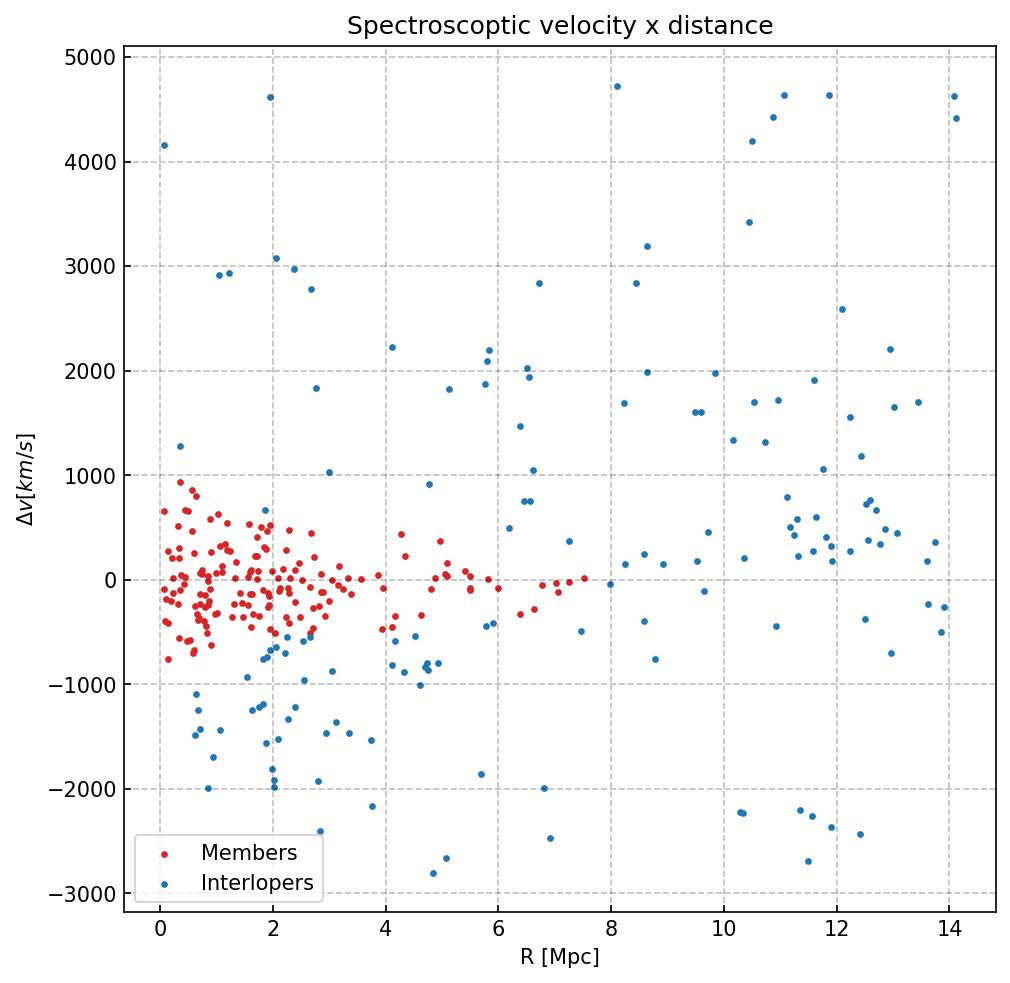 Spectroscoptic velocity x distance
5000
4000
3000
2000
1000
0
−1000
−2000
−3000
Δv[km/s]
Members
Interlopers
0 2 4 6 8 10 12 14
R [Mpc]